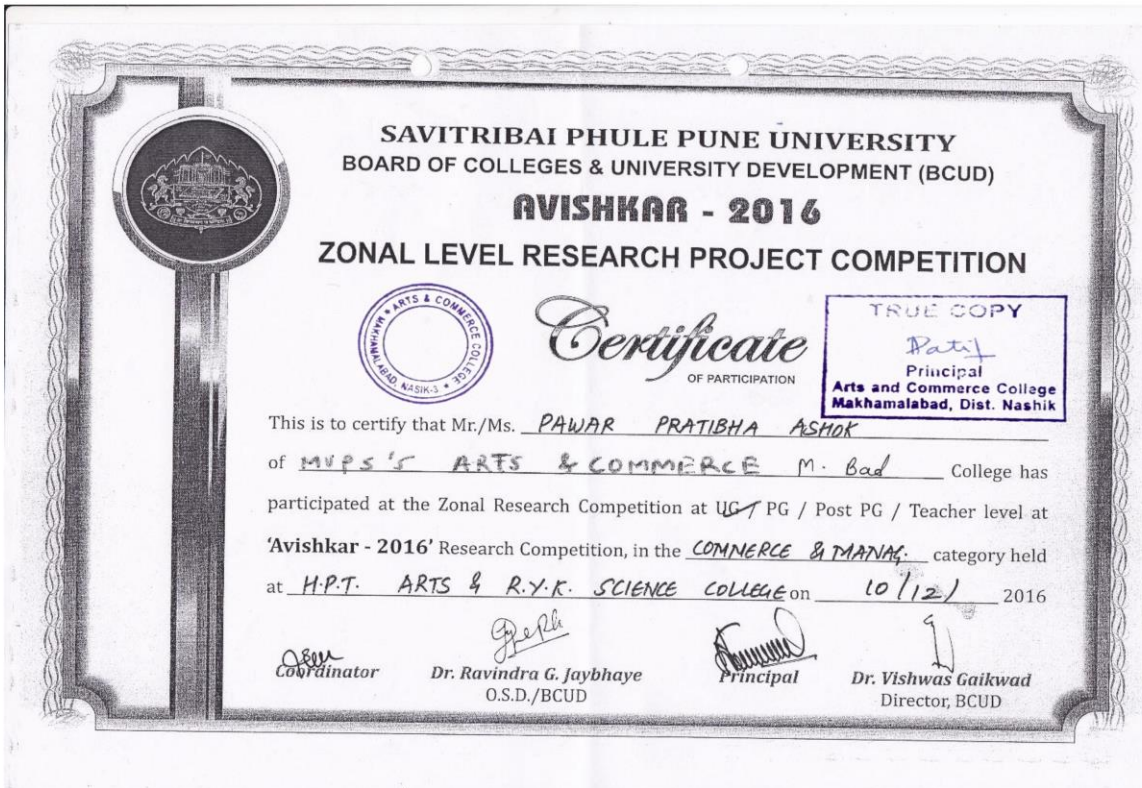 SAVITRIBAI PHULE PUNE UNIVERSITY
BOARD OF COLLEGES & UNIVERSITY DEVELOPMENT (BCUD)
AVISHKAR - 2016
ZONAL LEVEL RESEARCH PROJECT COMPETITION
★ ARTS & COMMERCE COLLEGE ★ MAKHAMALABAD, NASIK-3
Certificate
OF PARTICIPATION
TRUE COPY
Patil
Principal
Arts and Commerce College
Makhamalabad, Dist. Nashik
This is to certify that Mr./Ms. PAWAR PRATIBHA ASHOK
of MVPS'S ARTS & COMMERCE M. Bad College has
participated at the Zonal Research Competition at UG / PG / Post PG / Teacher level at
'Avishkar - 2016' Research Competition, in the COMMERCE & MANAG. category held
at H.P.T. ARTS & R.Y.K. SCIENCE COLLEGE on 10/12/ 2016
Coordinator Dr. Ravindra G. Jaybhaye Principal Dr. Vishwas Gaikwad
O.S.D./BCUD Director, BCUD